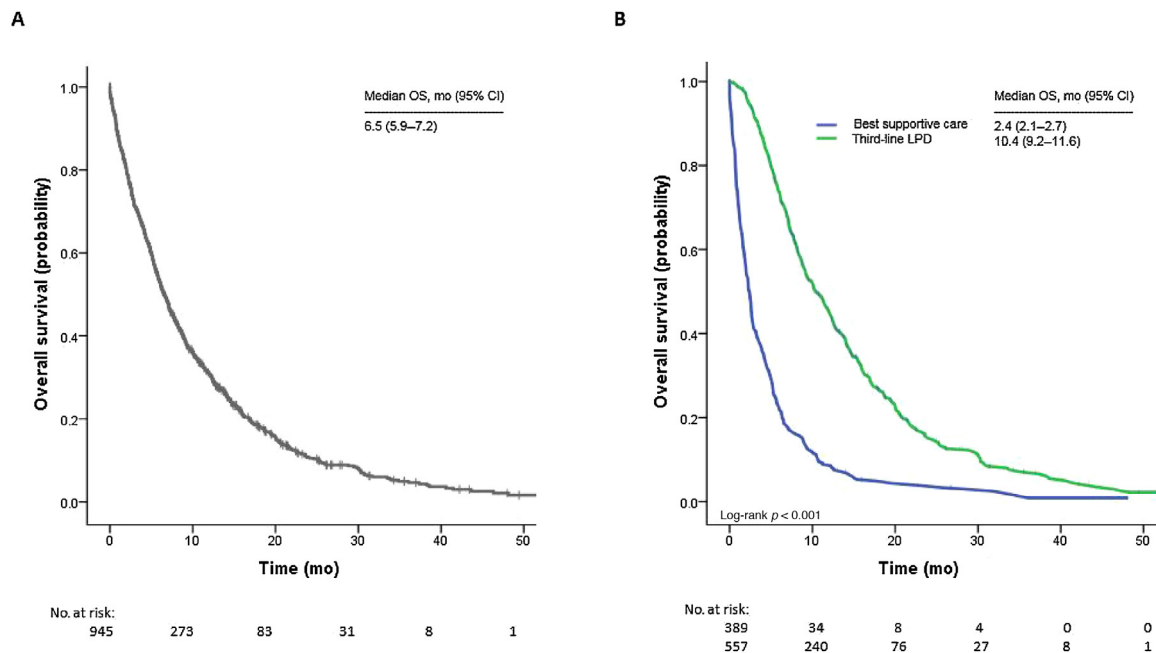 A
Overall survival (probability)
1.0
0.8
0.6
0.4
0.2
0.0
Median OS, mo (95% CI)
6.5 (5.9–7.2)
0 10 20 30 40 50
Time (mo)
No. at risk:
945 273 83 31 8 1
B
Overall survival (probability)
1.0
0.8
0.6
0.4
0.2
0.0
Median OS, mo (95% CI)
Best supportive care 2.4 (2.1–2.7)
Third-line LPD 10.4 (9.2–11.6)
Log-rank p < 0.001
0 10 20 30 40 50
Time (mo)
No. at risk:
389 34 8 4 0 0
557 240 76 27 8 1